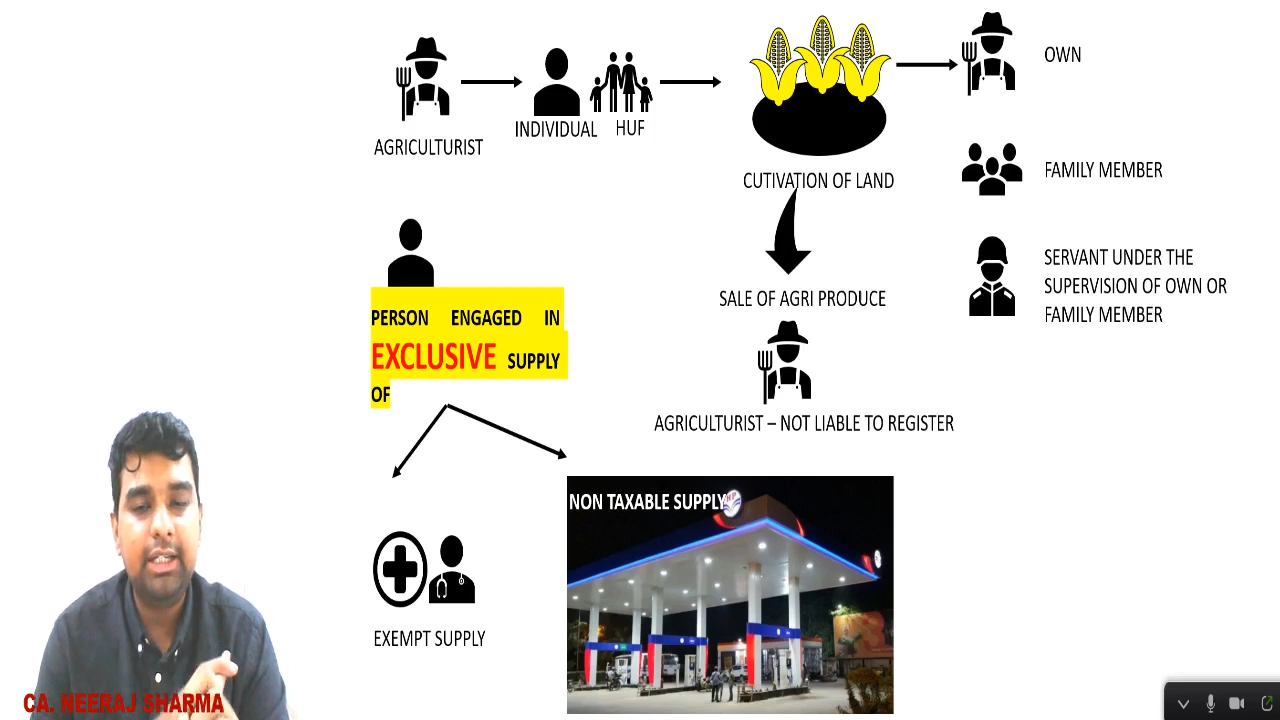 AGRICULTURIST
INDIVIDUAL
HUF
CUTIVATION OF LAND
OWN
FAMILY MEMBER
SERVANT UNDER THE
SUPERVISION OF OWN OR
FAMILY MEMBER
SALE OF AGRI PRODUCE
AGRICULTURIST – NOT LIABLE TO REGISTER
PERSON ENGAGED IN
EXCLUSIVE SUPPLY
OF
EXEMPT SUPPLY
NON TAXABLE SUPPLY
HP
CA. NEERAJ SHARMA